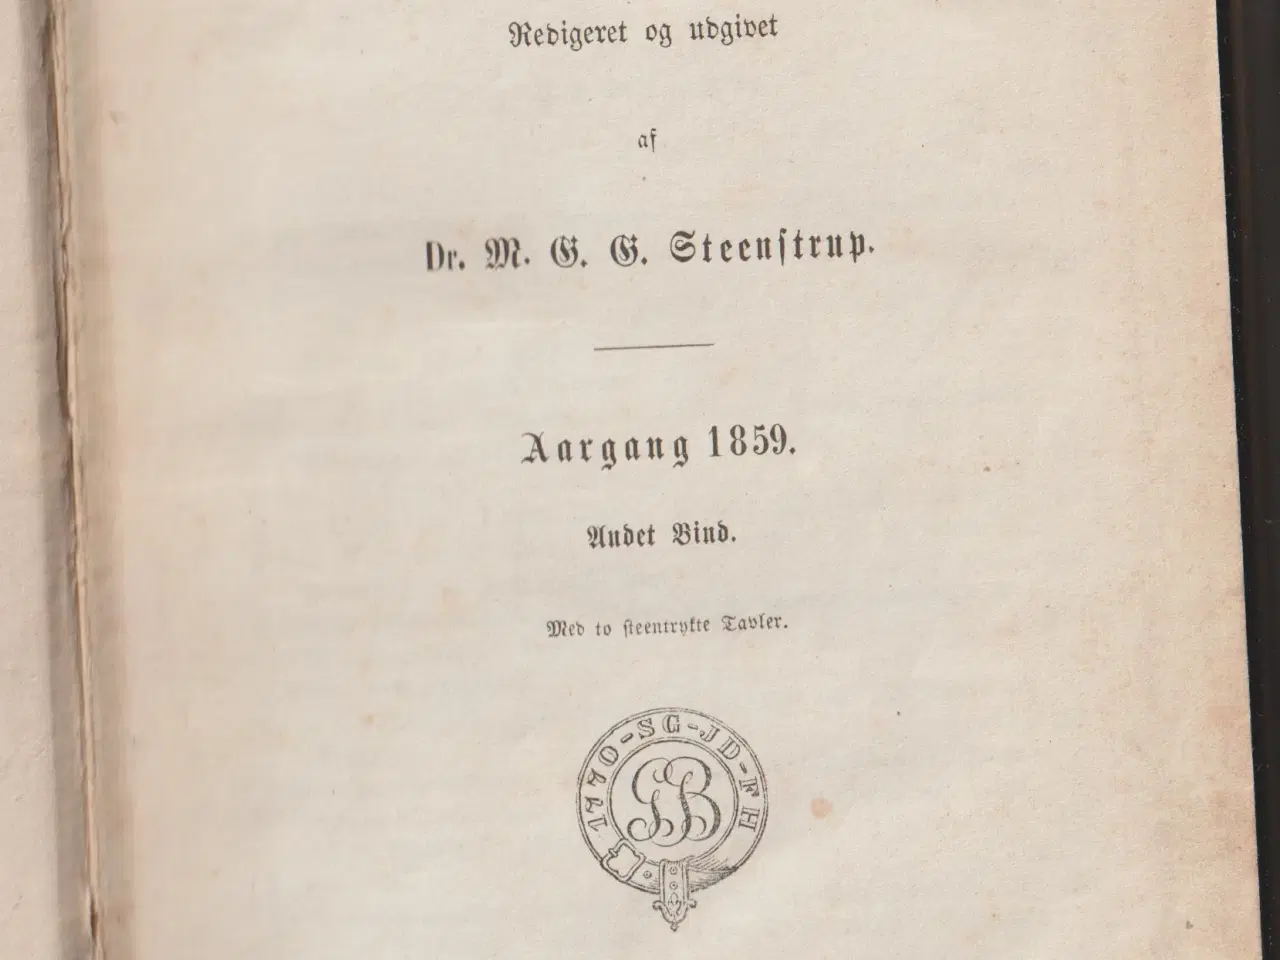 Redigeret og udgivet
af
Dr. M. G. G. Steenstrup.
Aargang 1859.
Andet Bind.
Med to steentrykte Tavler.
1770-SG-JD-FH
GB